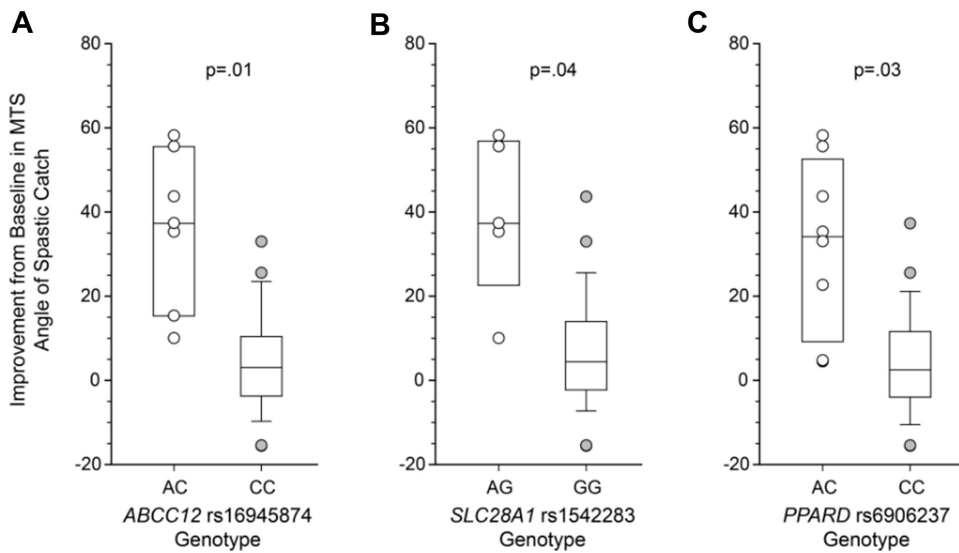 A
B
C
Improvement from Baseline in MTS
Angle of Spastic Catch
80
60
40
20
0
-20
p=.01
AC CC
ABCC12 rs16945874
Genotype
80
60
40
20
0
-20
p=.04
AG GG
SLC28A1 rs1542283
Genotype
80
60
40
20
0
-20
p=.03
AC CC
PPARD rs6906237
Genotype